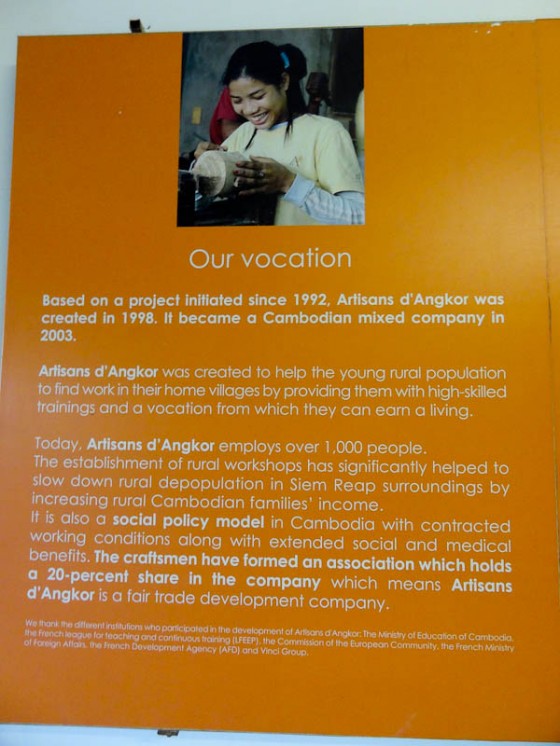 Our vocation
Based on a project initiated since 1992, Artisans d'Angkor was
created in 1998. It became a Cambodian mixed company in
2003.
Artisans d'Angkor was created to help the young rural population
to find work in their home villages by providing them with high-skilled
trainings and a vocation from which they can earn a living.
Today, Artisans d'Angkor employs over 1,000 people.
The establishment of rural workshops has significantly helped to
slow down rural depopulation in Siem Reap surroundings by
increasing rural Cambodian families' income.
It is also a social policy model in Cambodia with contracted
working conditions along with extended social and medical
benefits. The craftsmen have formed an association which holds
a 20-percent share in the company which means Artisans
d'Angkor is a fair trade development company.
We thank the different institutions who participated in the development of Artisans d'Angkor: The Ministry of Education of Cambodia,
the French league for teaching and continuous training (LFEEP), the Commission of the European Community, the French Ministry
of Foreign Affairs, the French Development Agency (AFD) and Vinci Group.